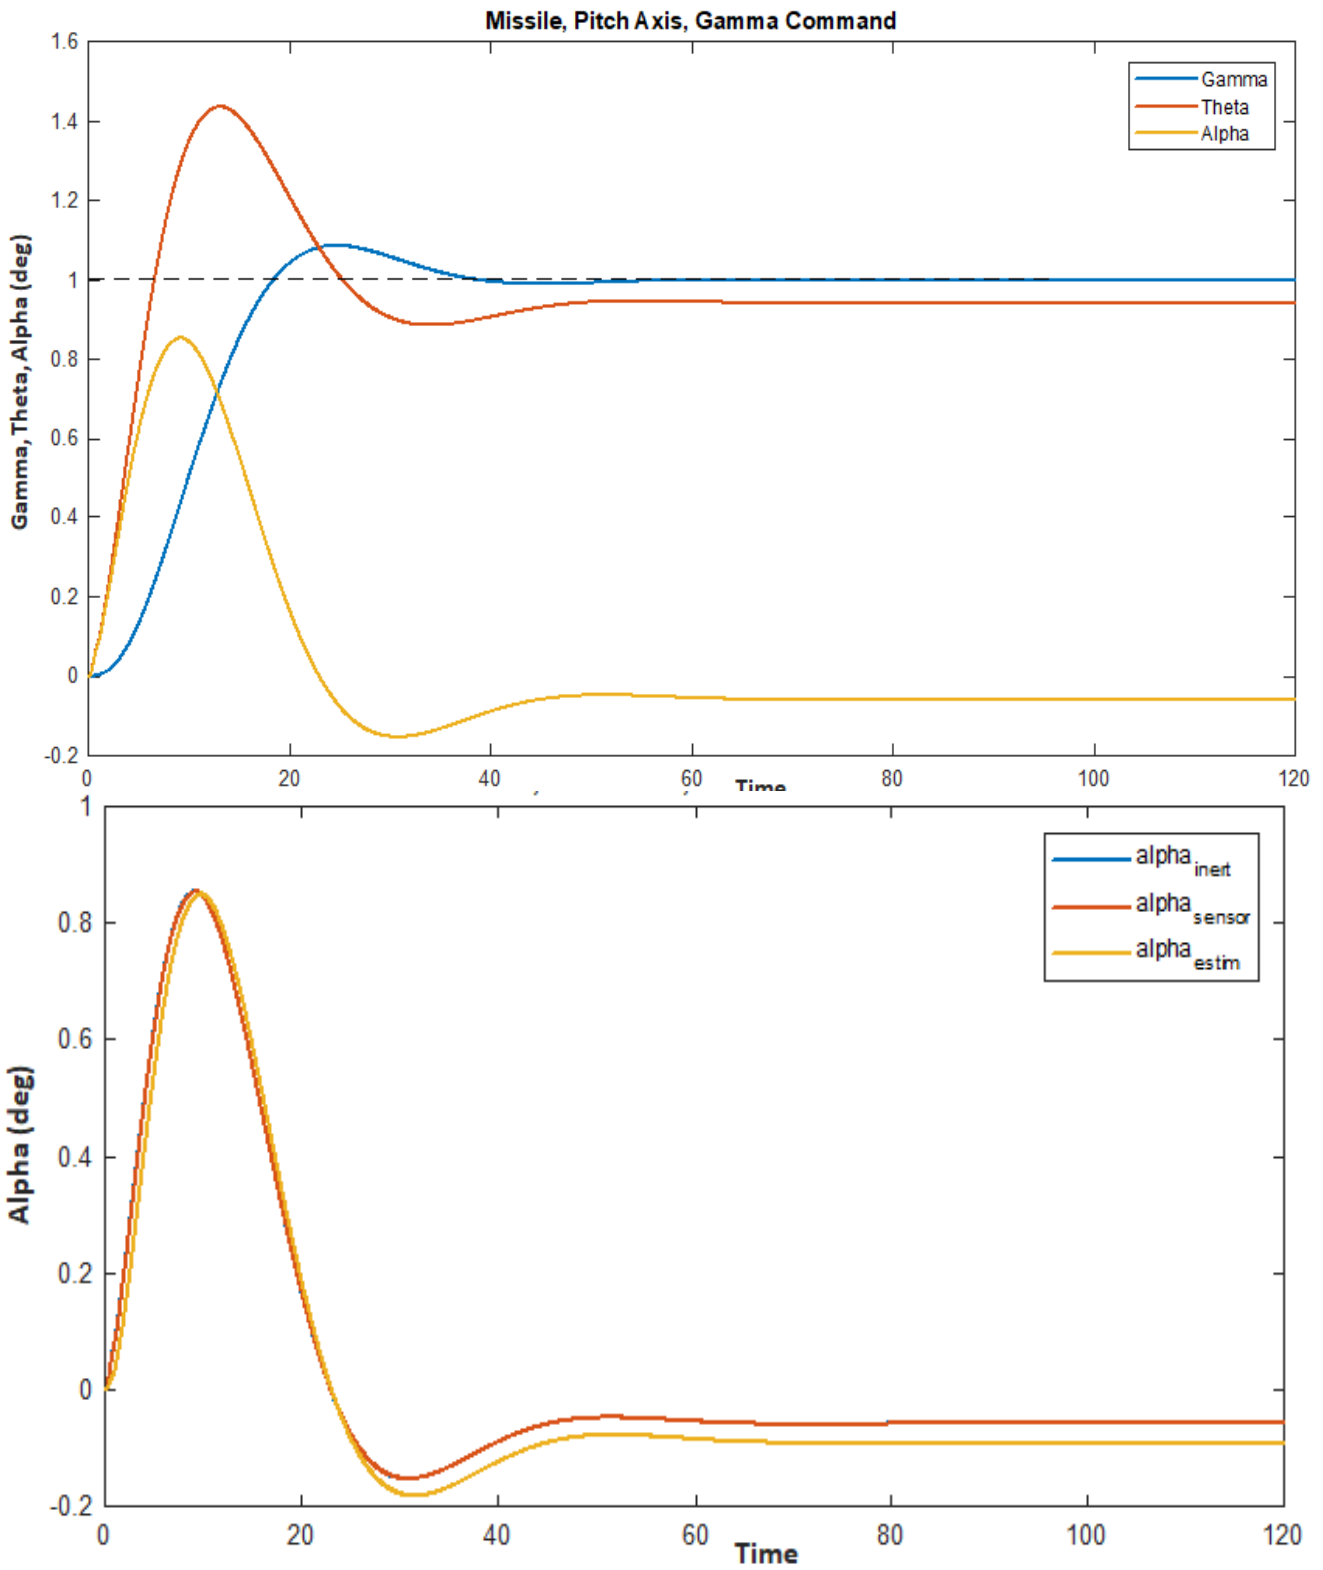 Missile, Pitch Axis, Gamma Command
1.6
1.4
1.2
1
0.8
0.6
0.4
0.2
0
-0.2
Gamma, Theta, Alpha (deg)
Gamma
Theta
Alpha
0 20 40 60 80 100 120
Time
1
0.8
0.6
0.4
0.2
0
-0.2
Alpha (deg)
alpha inert
alpha sensor
alpha estim
0 20 40 60 80 100 120
Time